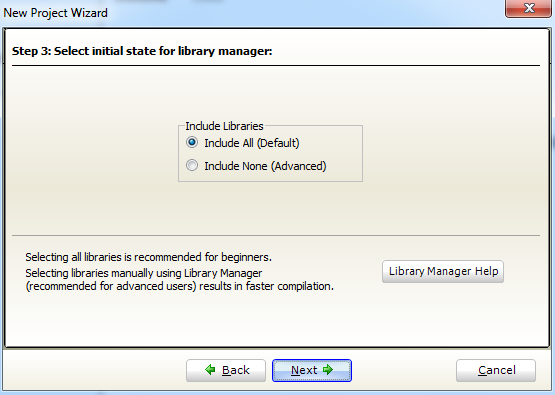 New Project Wizard
Step 3: Select initial state for library manager:
Include Libraries
Include All (Default)
Include None (Advanced)
Selecting all libraries is recommended for beginners.
Selecting libraries manually using Library Manager
(recommended for advanced users) results in faster compilation.
Library Manager Help
Back
Next
Cancel